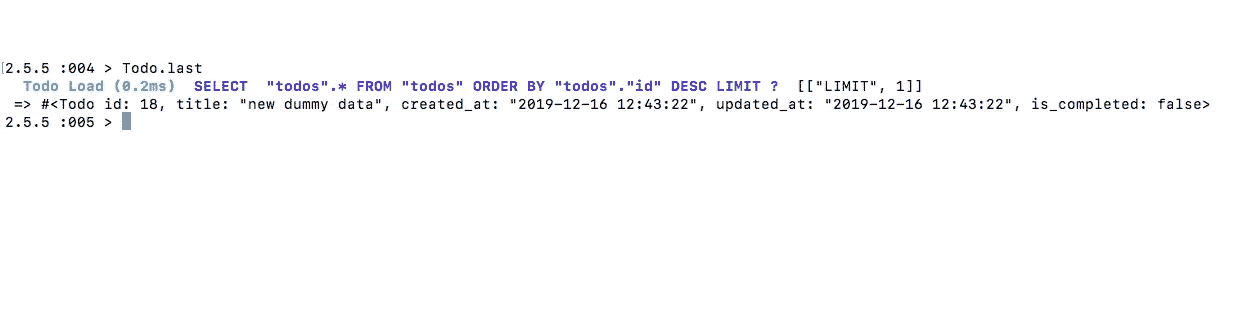 2.5.5 :004 > Todo.last
Todo Load (0.2ms)  SELECT  "todos".* FROM "todos" ORDER BY "todos"."id" DESC LIMIT ?  [["LIMIT", 1]]
=> #<Todo id: 18, title: "new dummy data", created_at: "2019-12-16 12:43:22", updated_at: "2019-12-16 12:43:22", is_completed: false>
2.5.5 :005 >